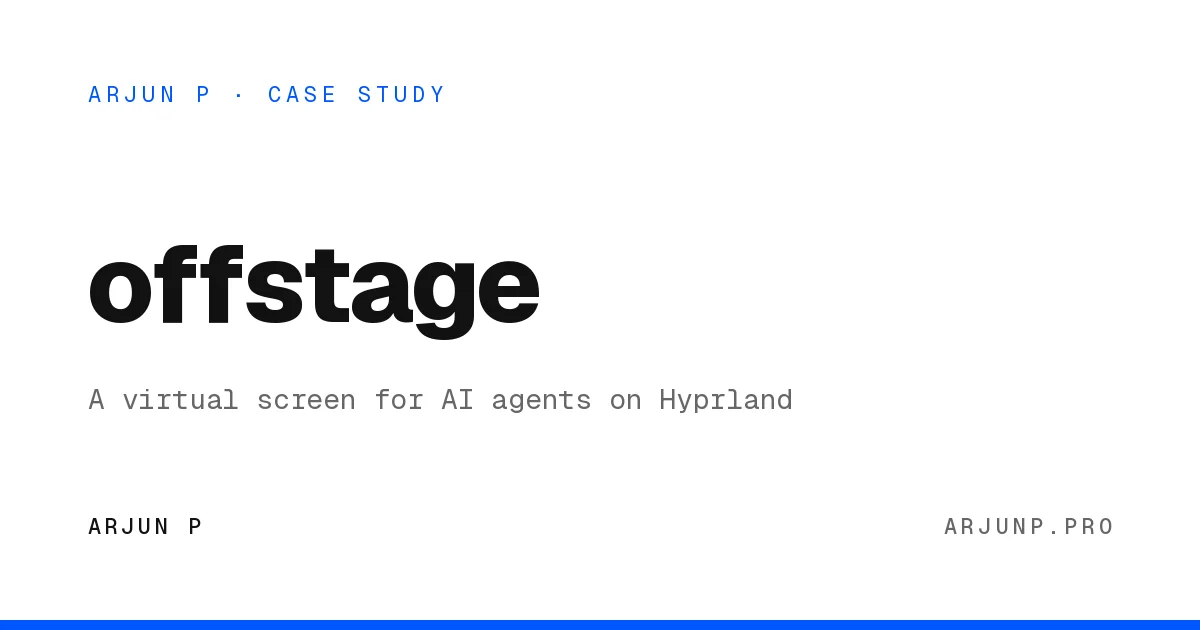 ARJUN P · CASE STUDY
offstage
A virtual screen for AI agents on Hyprland
ARJUN P
ARJUNP.PRO